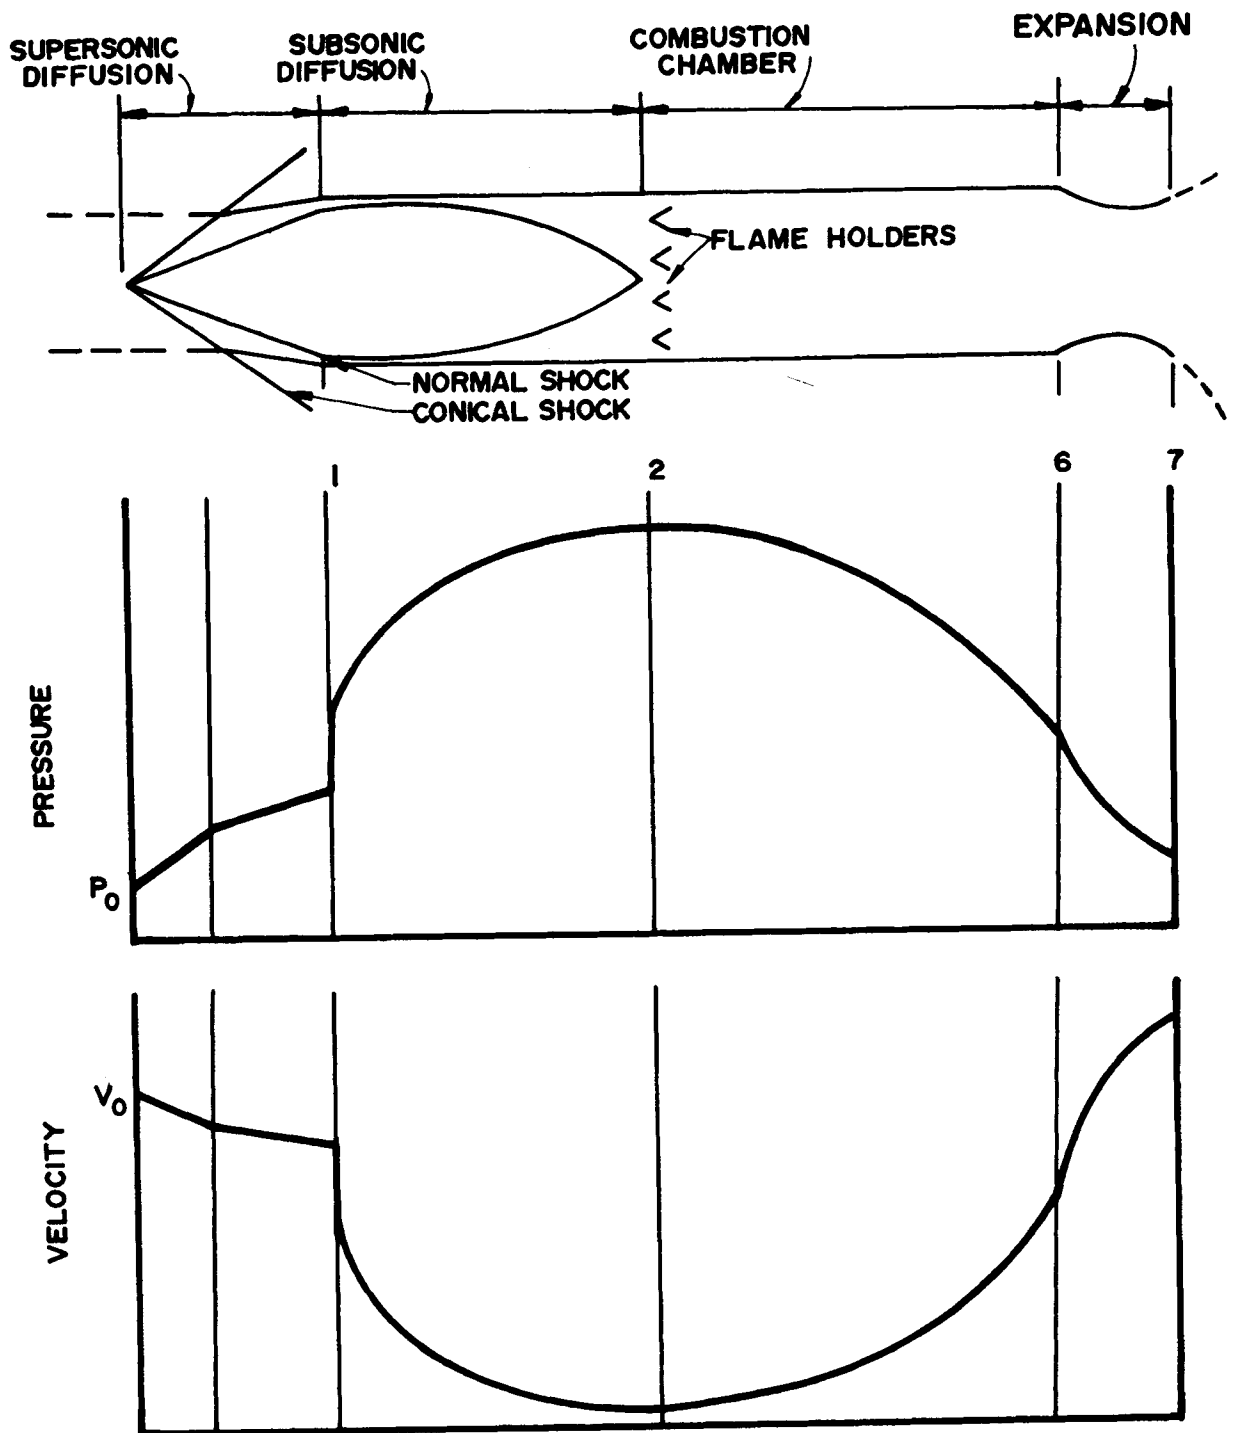 SUPERSONIC
DIFFUSION
SUBSONIC
DIFFUSION
COMBUSTION
CHAMBER
EXPANSION
FLAME HOLDERS
NORMAL SHOCK
CONICAL SHOCK
1
2
6
7
PRESSURE
P0
VELOCITY
V0